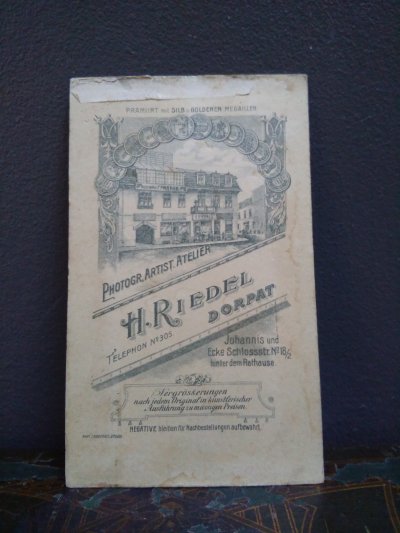 PRÄMIIRT mit SILB. u. GOLDENEN MEDAILLEN
PHOTOGR. ARTIST. ATELIER
H. RIEDEL
DORPAT
TELEPHON No 305
Johannis und
Ecke Schlossstr. No 18/2
hinter dem Rathause.
Vergrösserungen
nach jedem Original in künstlerischer
Ausführung zu mässigen Preisen.
NEGATIVE bleiben für Nachbestellungen aufbewahrt.